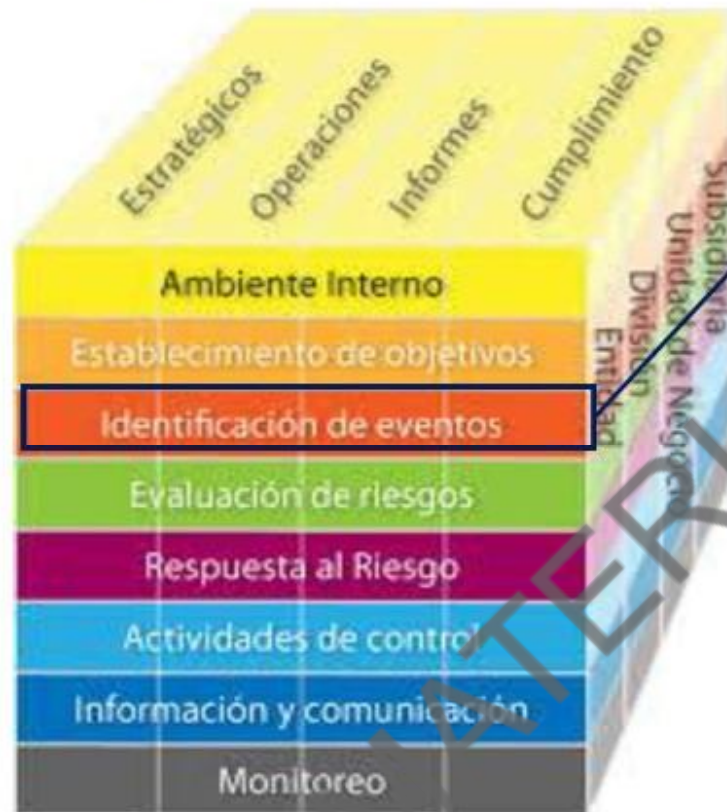 Estratégicos
Operaciones
Informes
Cumplimiento
Ambiente Interno
Establecimiento de objetivos
Identificación de eventos
Evaluación de riesgos
Respuesta al Riesgo
Actividades de control
Información y comunicación
Monitoreo
Entidad
División
Unidad de Negocio
Subsidiaria